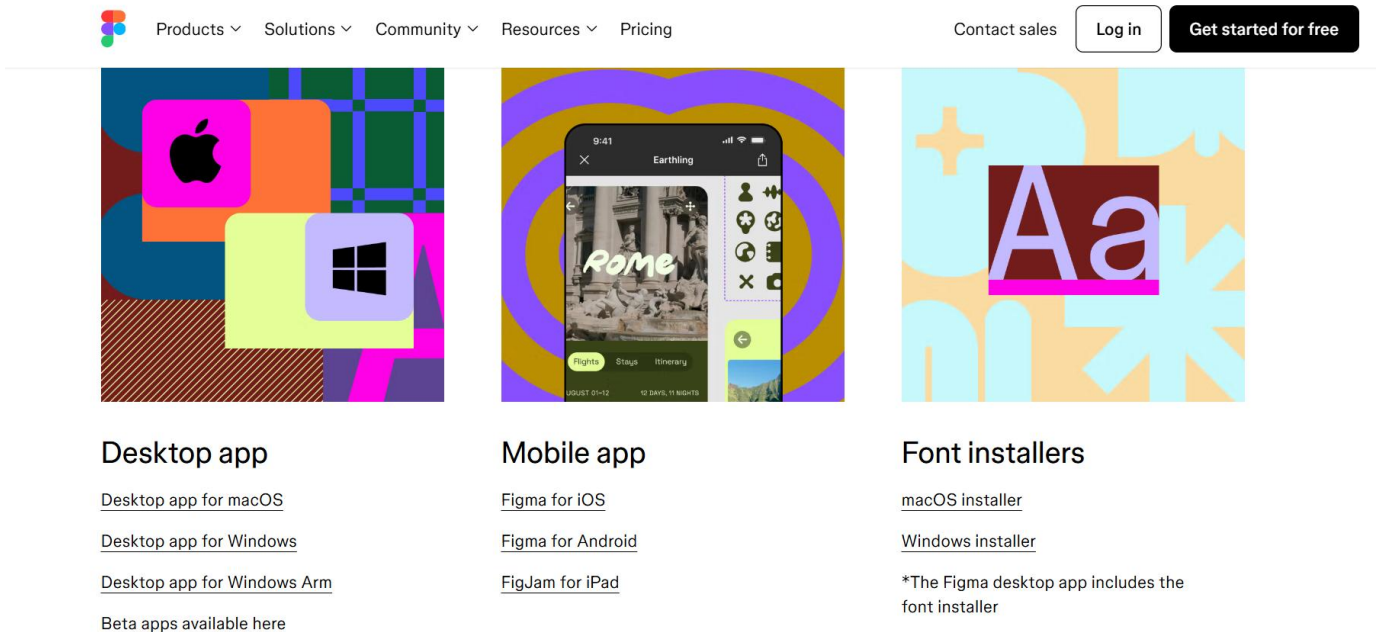 Products
Solutions
Community
Resources
Pricing
Contact sales
Log in
Get started for free
9:41
Earthling
ROME
Flights
Stays
Itinerary
UGUST 01–12
12 DAYS, 11 NIGHTS
Aa
Desktop app
Desktop app for macOS
Desktop app for Windows
Desktop app for Windows Arm
Beta apps available here
Mobile app
Figma for iOS
Figma for Android
FigJam for iPad
Font installers
macOS installer
Windows installer
*The Figma desktop app includes the
font installer